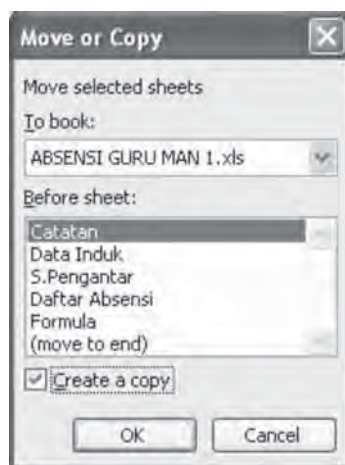 Move or Copy
Move selected sheets
To book:
ABSENSI GURU MAN 1.xls
Before sheet:
Catatan
Data Induk
S.Pengantar
Daftar Absensi
Formula
(move to end)
Create a copy
OK Cancel